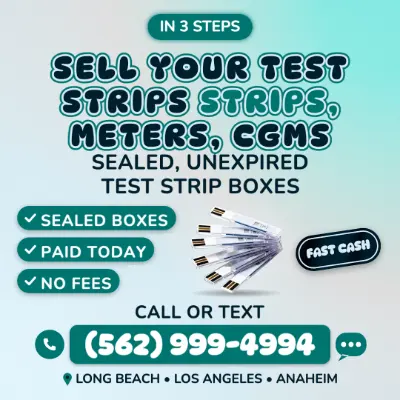 IN 3 STEPS
SELL YOUR TEST
STRIPS STRIPS,
METERS, CGMS
SEALED, UNEXPIRED
TEST STRIP BOXES
✓ SEALED BOXES
✓ PAID TODAY
✓ NO FEES
FAST CASH
CALL OR TEXT
(562) 999-4994
LONG BEACH • LOS ANGELES • ANAHEIM